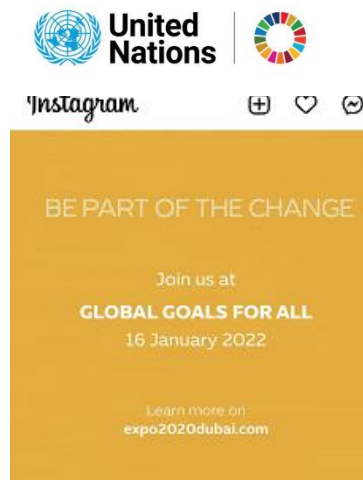 United
Nations
Instagram
BE PART OF THE CHANGE
Join us at
GLOBAL GOALS FOR ALL
16 January 2022
Learn more on
expo2020dubai.com